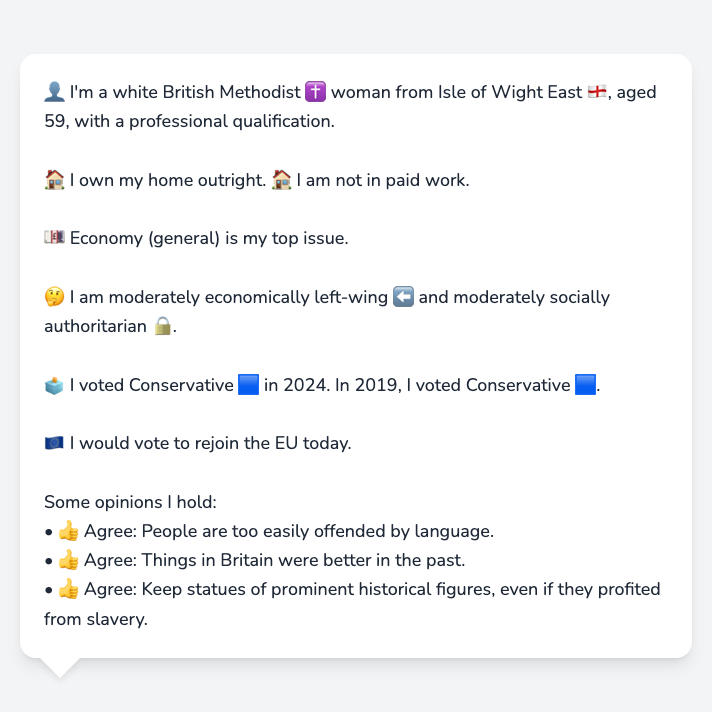 👤 I'm a white British Methodist ✝️ woman from Isle of Wight East 🏴󠁧󠁢󠁥󠁮󠁧󠁿, aged
59, with a professional qualification.
🏠 I own my home outright. 🏠 I am not in paid work.
💷 Economy (general) is my top issue.
🤔 I am moderately economically left-wing ⬅️ and moderately socially
authoritarian 🔒.
🗳️ I voted Conservative 🟦 in 2024. In 2019, I voted Conservative 🟦.
🇪🇺 I would vote to rejoin the EU today.
Some opinions I hold:
• 👍 Agree: People are too easily offended by language.
• 👍 Agree: Things in Britain were better in the past.
• 👍 Agree: Keep statues of prominent historical figures, even if they profited
from slavery.